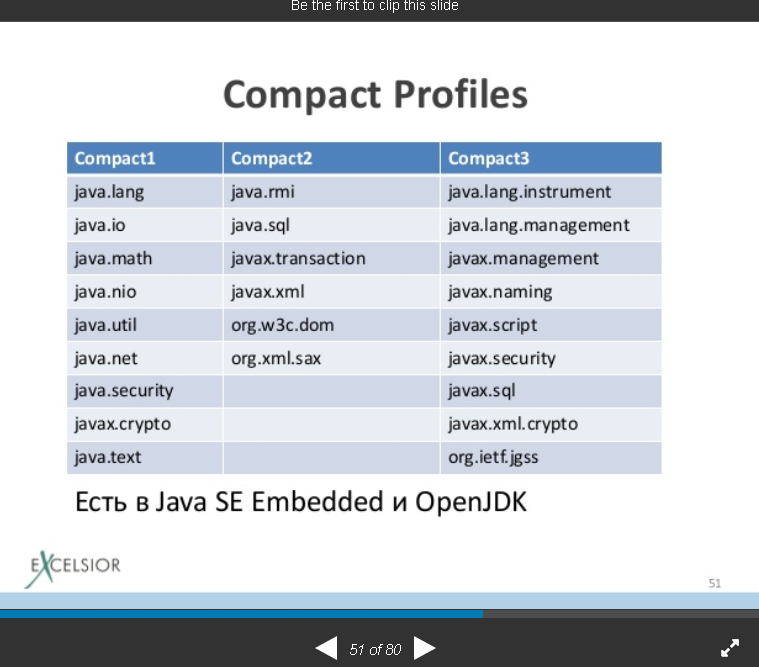 Be the first to clip this slide
Compact Profiles
Compact1 Compact2 Compact3
java.lang java.rmi java.lang.instrument
java.io java.sql java.lang.management
java.math javax.transaction javax.management
java.nio javax.xml javax.naming
java.util org.w3c.dom javax.script
java.net org.xml.sax javax.security
java.security javax.sql
javax.crypto javax.xml.crypto
java.text org.ietf.jgss
Есть в Java SE Embedded и OpenJDK
EXCELSIOR
51
51 of 80